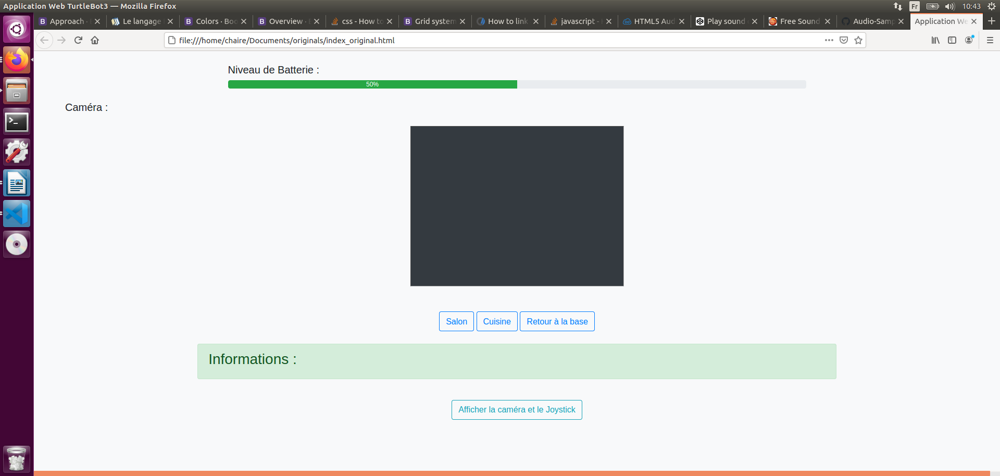 Application Web TurtleBot3 — Mozilla Firefox
Fr
10:43
Approach ·
Le langage
Colors · Boo
Overview ·
css - How to
Grid system
How to link
javascript -
HTML5 Aud
Play sound
Free Sound
Audio-Samp
Application We
file:///home/chaire/Documents/originals/index_original.html
Niveau de Batterie :
50%
Caméra :
Salon
Cuisine
Retour à la base
Informations :
Afficher la caméra et le Joystick